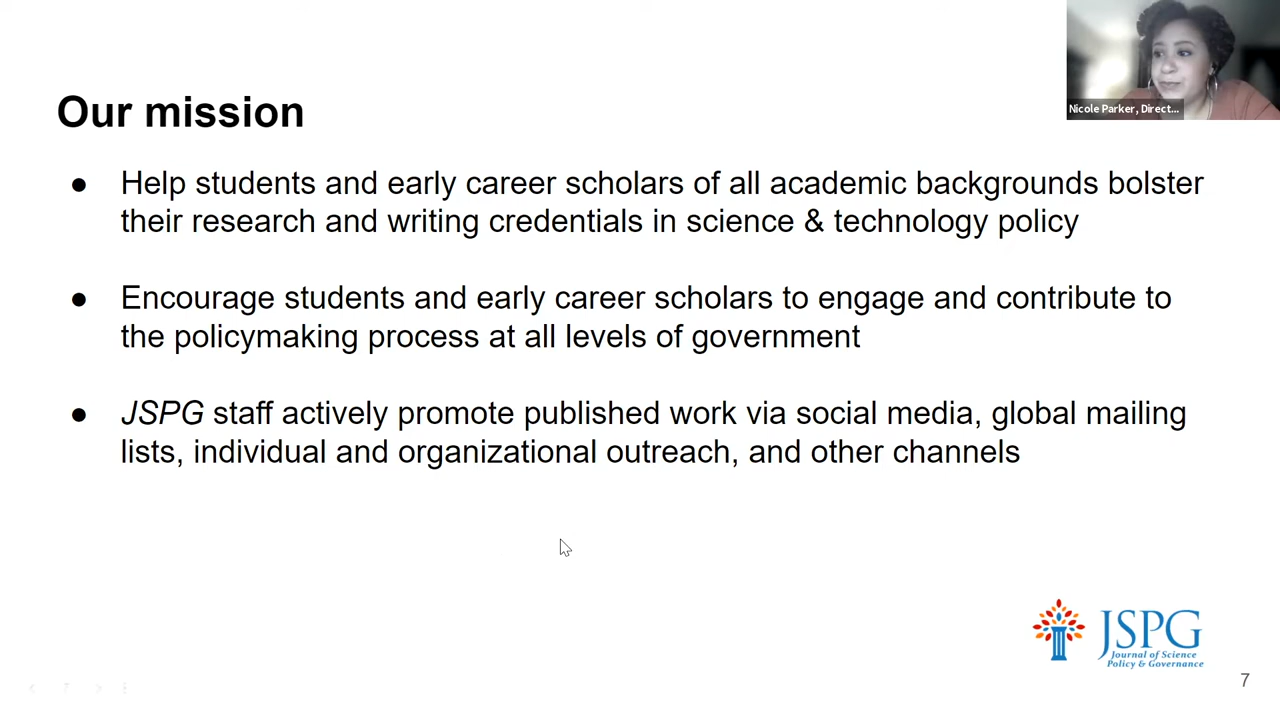 Nicole Parker, Direct...
Our mission
● Help students and early career scholars of all academic backgrounds bolster
their research and writing credentials in science & technology policy
● Encourage students and early career scholars to engage and contribute to
the policymaking process at all levels of government
● JSPG staff actively promote published work via social media, global mailing
lists, individual and organizational outreach, and other channels
JSPG
Journal of Science
Policy & Governance
7
7